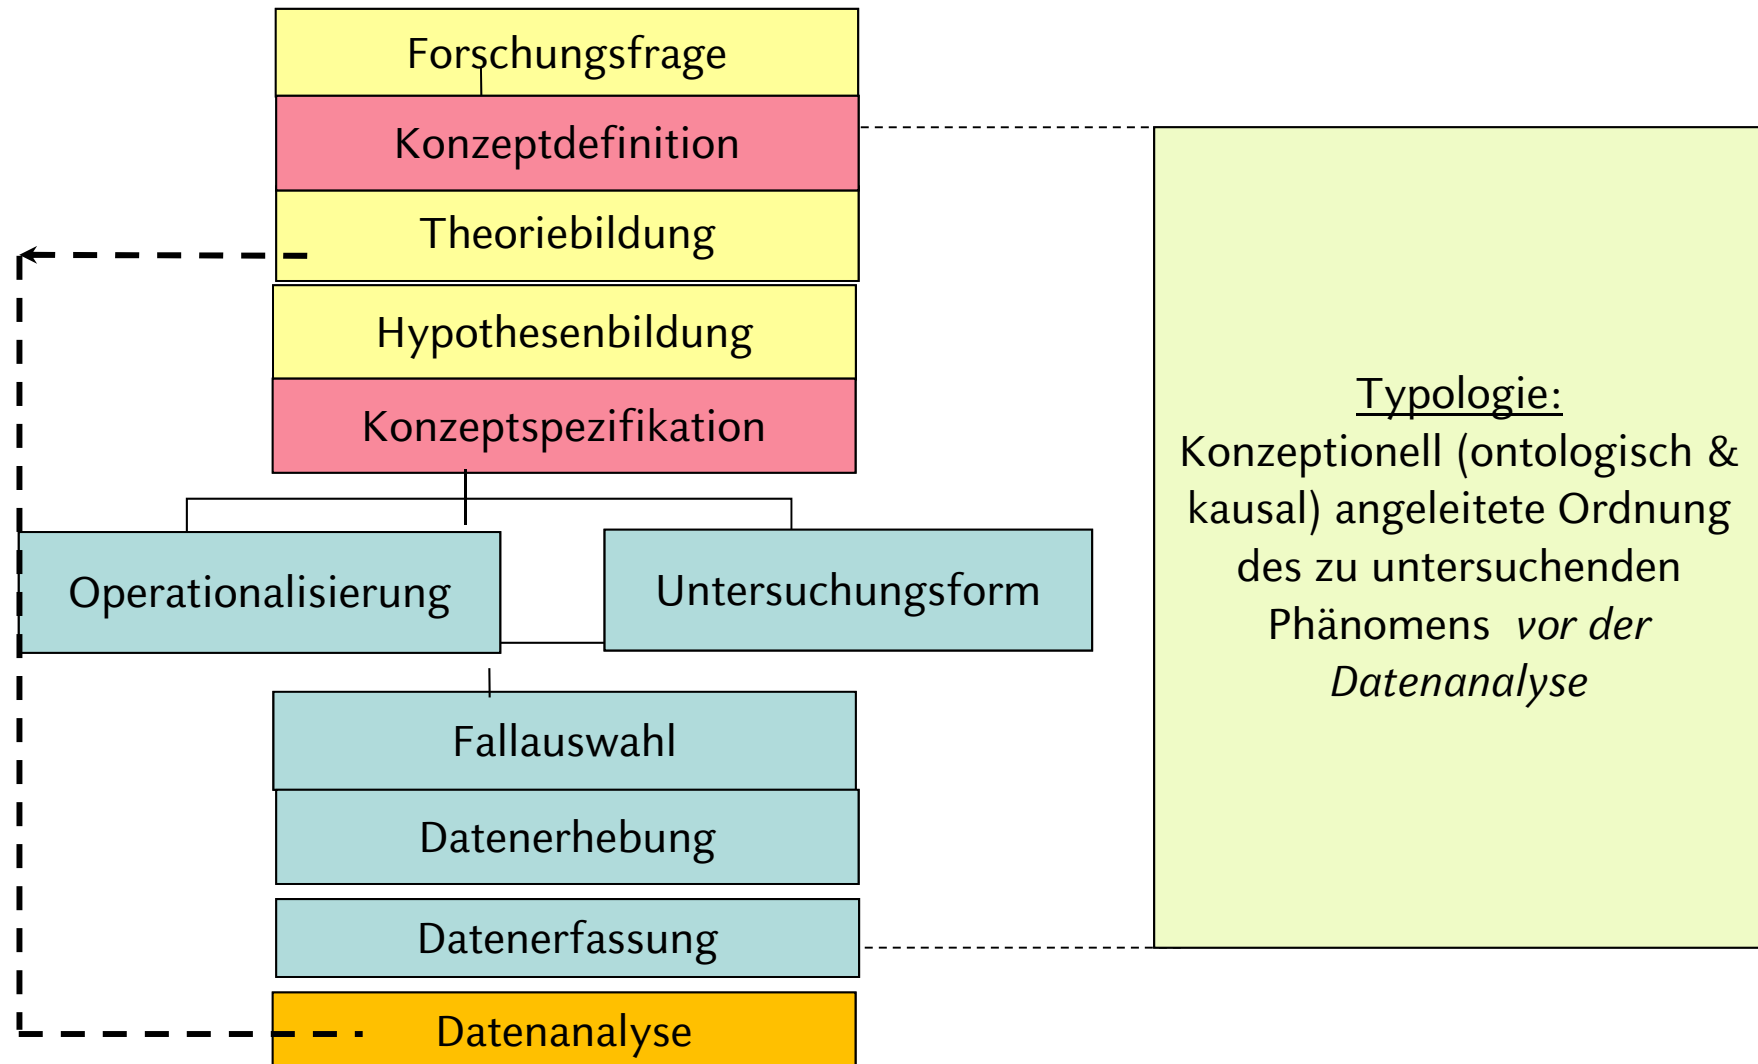 Forschungsfrage
Konzeptdefinition
Theoriebildung
Hypothesenbildung
Konzeptspezifikation
Operationalisierung
Untersuchungsform
Fallauswahl
Datenerhebung
Datenerfassung
Datenanalyse
Typologie:
Konzeptionell (ontologisch &
kausal) angeleitete Ordnung
des zu untersuchenden
Phänomens vor der
Datenanalyse